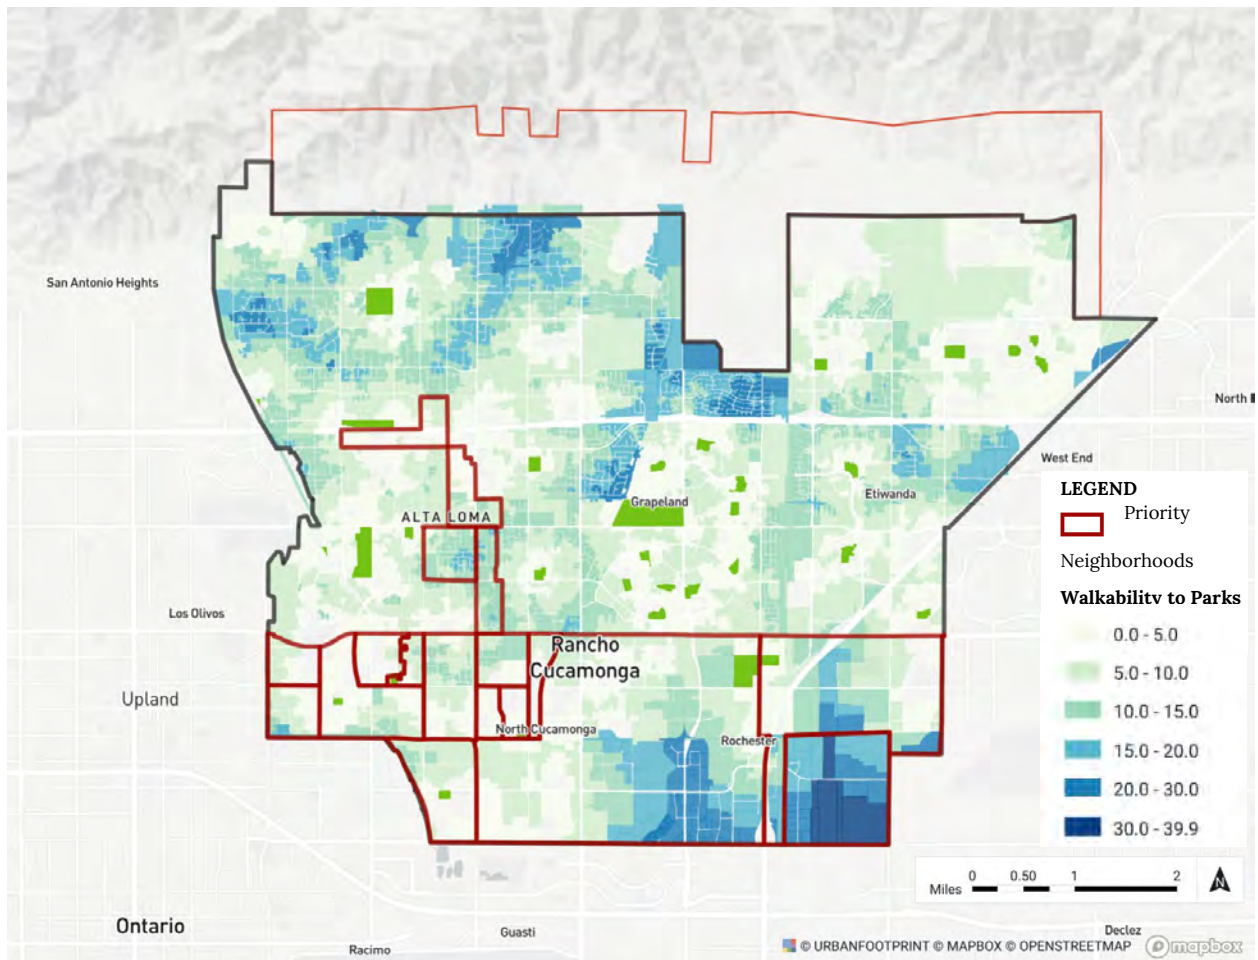 San Antonio Heights
North
West End
Grapeland
Etiwanda
ALTA LOMA
Los Olivos
Rancho
Cucamonga
Upland
North Cucamonga
Rochester
LEGEND
Priority
Neighborhoods
Walkability to Parks
0.0 - 5.0
5.0 - 10.0
10.0 - 15.0
15.0 - 20.0
20.0 - 30.0
30.0 - 39.9
0 0.50 1 2
Miles
N
Ontario
Guasti
Racimo
Declez
© URBANFOOTPRINT © MAPBOX © OPENSTREETMAP
mapbox